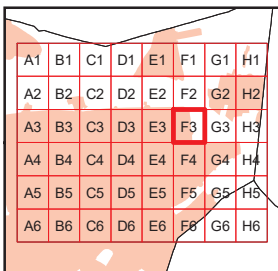 A1 B1 C1 D1 E1 F1 G1 H1
A2 B2 C2 D2 E2 F2 G2 H2
A3 B3 C3 D3 E3 F3 G3 H3
A4 B4 C4 D4 E4 F4 G4 H4
A5 B5 C5 D5 E5 F5 G5 H5
A6 B6 C6 D6 E6 F6 G6 H6